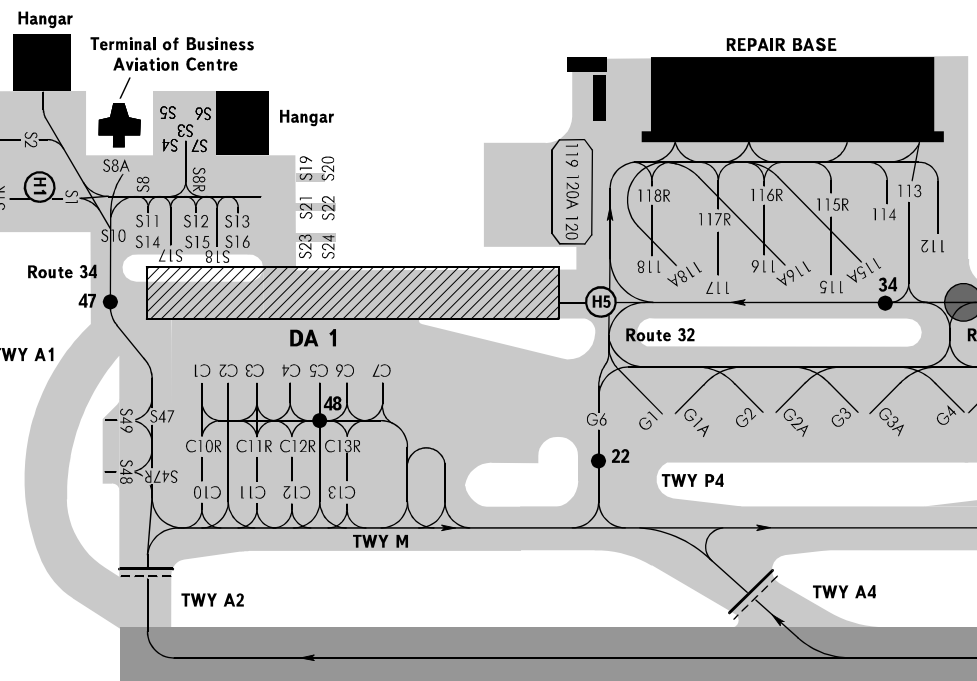 Hangar
Terminal of Business
Aviation Centre
REPAIR BASE
S5
S6
S3
S4
S7
Hangar
S2
S8A
S8
S8R
S19
S20
119 120A 120
H1
S1
S11
S12
S13
S21
S22
118R
117R
116R
115R
114
113
112
S10
S14
S15
S16
S17
S18
S23
S24
118
118A
117
116
116A
115
115A
Route 34
47
34
H5
DA 1
Route 32
R
TWY A1
C1
C2
C3
C4
C5
C6
C7
48
S49
S47
G6
G1
G1A
G2
G2A
G3
G3A
G4
C10R
C11R
C12R
C13R
S48
S47R
22
C10
C11
C12
C13
TWY P4
TWY M
TWY A2
TWY A4